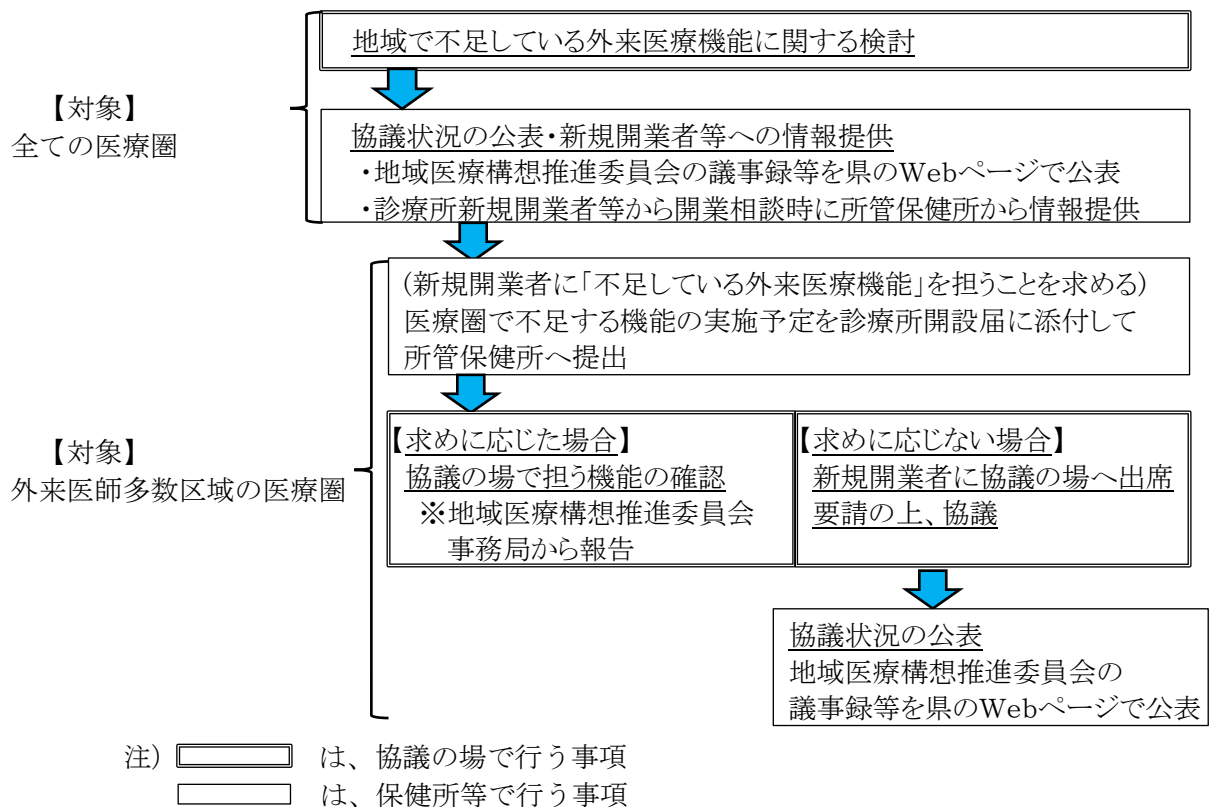 地域で不足している外来医療機能に関する検討
【対象】
全ての医療圏
協議状況の公表・新規開業者等への情報提供
・地域医療構想推進委員会の議事録等を県のWebページで公表
・診療所新規開業者等から開業相談時に所管保健所から情報提供
(新規開業者に「不足している外来医療機能」を担うことを求める)
医療圏で不足する機能の実施予定を診療所開設届に添付して
所管保健所へ提出
【対象】
外来医師多数区域の医療圏
【求めに応じた場合】
協議の場で担う機能の確認
※地域医療構想推進委員会
事務局から報告
【求めに応じない場合】
新規開業者に協議の場へ出席
要請の上、協議
協議状況の公表
地域医療構想推進委員会の
議事録等を県のWebページで公表
注) は、協議の場で行う事項
は、保健所等で行う事項